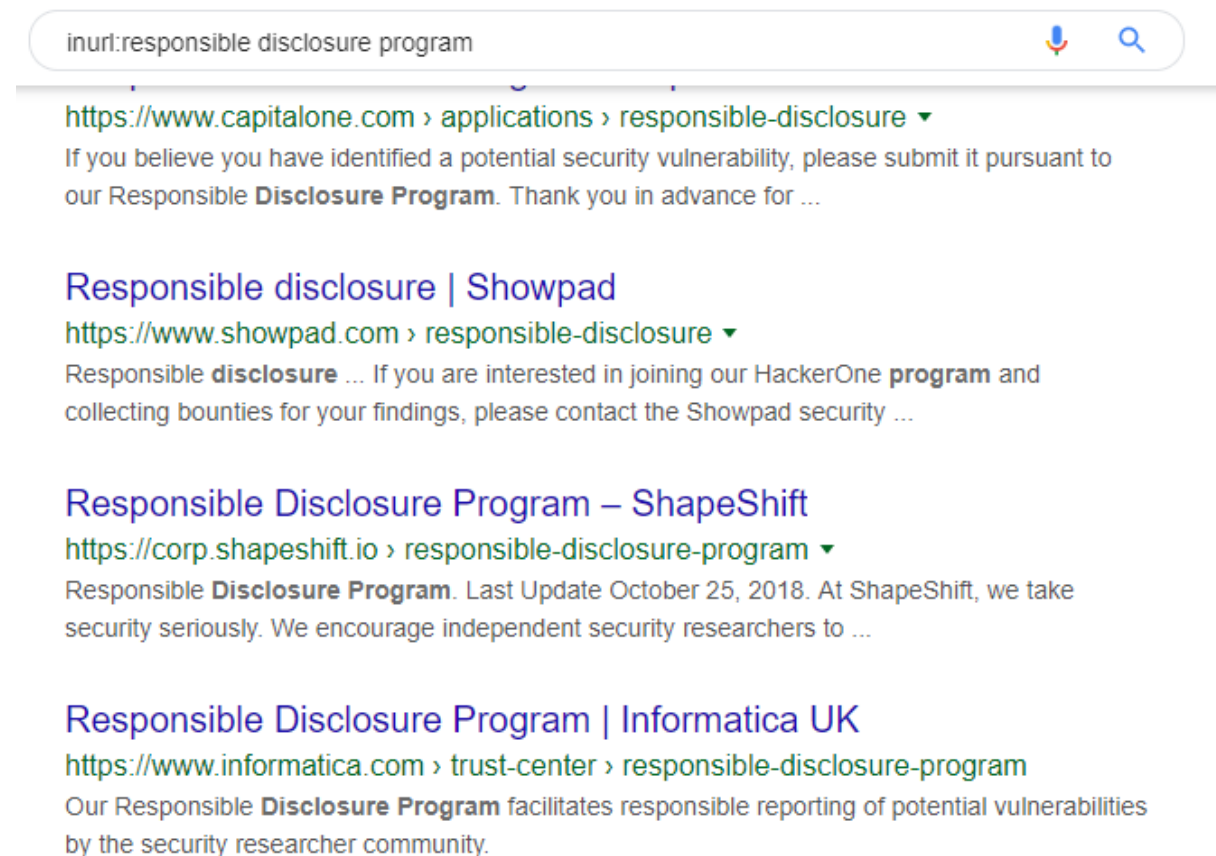 inurl:responsible disclosure program
https://www.capitalone.com › applications › responsible-disclosure
If you believe you have identified a potential security vulnerability, please submit it pursuant to
our Responsible Disclosure Program. Thank you in advance for ...
Responsible disclosure | Showpad
https://www.showpad.com › responsible-disclosure
Responsible disclosure ... If you are interested in joining our HackerOne program and
collecting bounties for your findings, please contact the Showpad security ...
Responsible Disclosure Program – ShapeShift
https://corp.shapeshift.io › responsible-disclosure-program
Responsible Disclosure Program. Last Update October 25, 2018. At ShapeShift, we take
security seriously. We encourage independent security researchers to ...
Responsible Disclosure Program | Informatica UK
https://www.informatica.com › trust-center › responsible-disclosure-program
Our Responsible Disclosure Program facilitates responsible reporting of potential vulnerabilities
by the security researcher community.